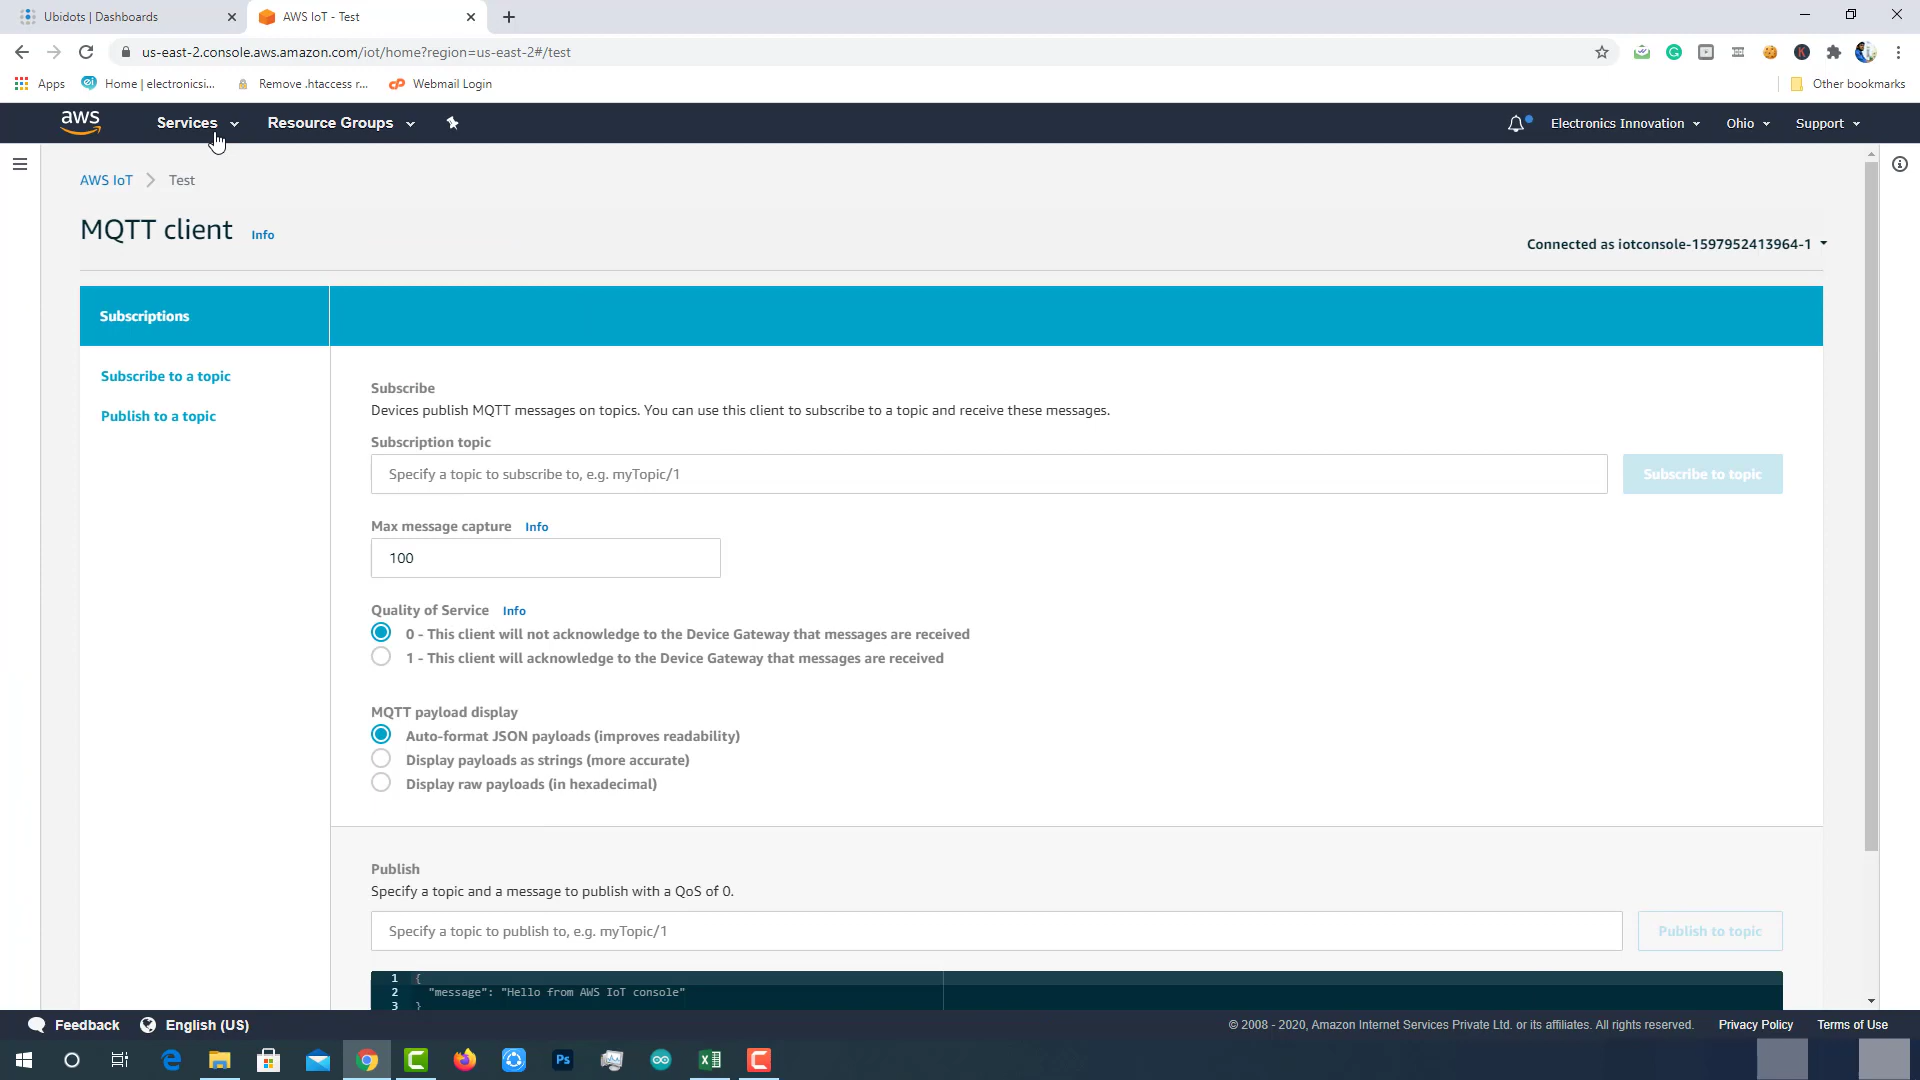 Ubidots | Dashboards
AWS IoT - Test
us-east-2.console.aws.amazon.com/iot/home?region=us-east-2#/test
Apps
Home | electronicsi...
Remove .htaccess r...
Webmail Login
Other bookmarks
aws
Services
Resource Groups
Electronics Innovation
Ohio
Support
AWS IoT
Test
MQTT client
Info
Connected as iotconsole-1597952413964-1
Subscriptions
Subscribe to a topic
Publish to a topic
Subscribe
Devices publish MQTT messages on topics. You can use this client to subscribe to a topic and receive these messages.
Subscription topic
Specify a topic to subscribe to, e.g. myTopic/1
Subscribe to topic
Max message capture Info
100
Quality of Service Info
0 - This client will not acknowledge to the Device Gateway that messages are received
1 - This client will acknowledge to the Device Gateway that messages are received
MQTT payload display
Auto-format JSON payloads (improves readability)
Display payloads as strings (more accurate)
Display raw payloads (in hexadecimal)
Publish
Specify a topic and a message to publish with a QoS of 0.
Specify a topic to publish to, e.g. myTopic/1
Publish to topic
1 {
2 "message": "Hello from AWS IoT console"
3 }
Feedback
English (US)
© 2008 - 2020, Amazon Internet Services Private Ltd. or its affiliates. All rights reserved.
Privacy Policy
Terms of Use
Ps